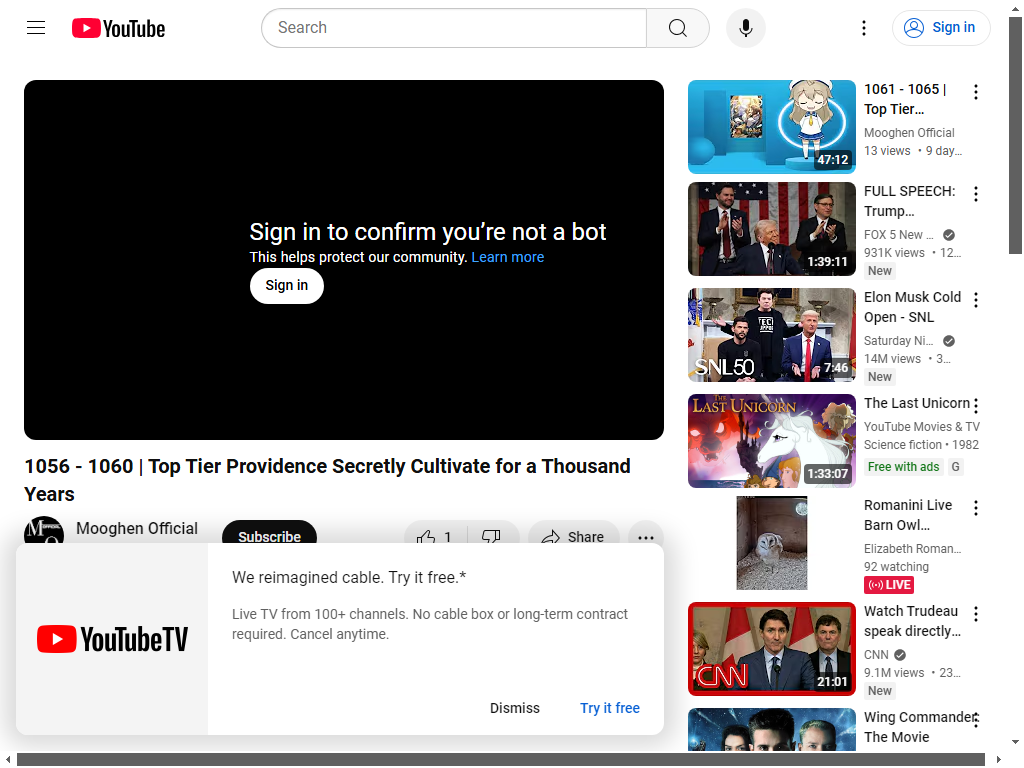 YouTube
Search
Sign in
Sign in to confirm you’re not a bot
This helps protect our community. Learn more
Sign in
1056 - 1060 | Top Tier Providence Secretly Cultivate for a Thousand
Years
Mooghen Official
Subscribe
1
Share
YouTubeTV
We reimagined cable. Try it free.*
Live TV from 100+ channels. No cable box or long-term contract
required. Cancel anytime.
Dismiss
Try it free
47:12
1061 - 1065 |
Top Tier…
Mooghen Official
13 views • 9 day…
1:39:11
FULL SPEECH:
Trump…
FOX 5 New …
931K views • 12…
New
SNL50
7:46
Elon Musk Cold
Open - SNL
Saturday Ni…
14M views • 3…
New
THE
LAST UNICORN
1:33:07
The Last Unicorn
YouTube Movies & TV
Science fiction • 1982
Free with ads
G
Romanini Live
Barn Owl…
Elizabeth Roman…
92 watching
LIVE
CNN
21:01
Watch Trudeau
speak directly…
CNN
9.1M views • 23…
New
Wing Commander
The Movie